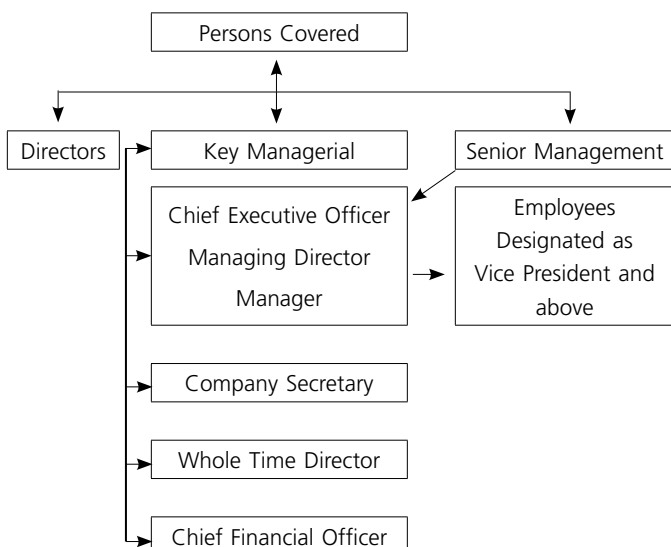 Persons Covered
Directors
Key Managerial
Senior Management
Chief Executive Officer
Managing Director
Manager
Employees
Designated as
Vice President and
above
Company Secretary
Whole Time Director
Chief Financial Officer